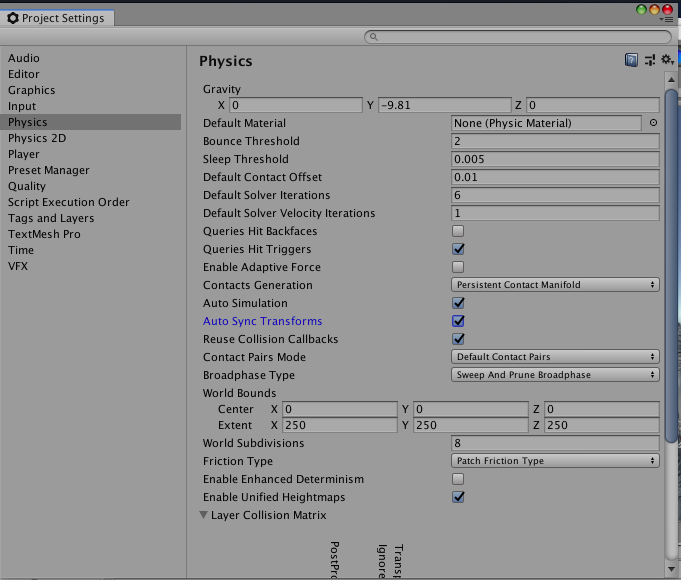 Project Settings
Audio
Editor
Graphics
Input
Physics
Physics 2D
Player
Preset Manager
Quality
Script Execution Order
Tags and Layers
TextMesh Pro
Time
VFX
Physics
Gravity
X 0 Y -9.81 Z 0
Default Material None (Physic Material)
Bounce Threshold 2
Sleep Threshold 0.005
Default Contact Offset 0.01
Default Solver Iterations 6
Default Solver Velocity Iterations 1
Queries Hit Backfaces
Queries Hit Triggers
Enable Adaptive Force
Contacts Generation Persistent Contact Manifold
Auto Simulation
Auto Sync Transforms
Reuse Collision Callbacks
Contact Pairs Mode Default Contact Pairs
Broadphase Type Sweep And Prune Broadphase
World Bounds
Center X 0 Y 0 Z 0
Extent X 250 Y 250 Z 250
World Subdivisions 8
Friction Type Patch Friction Type
Enable Enhanced Determinism
Enable Unified Heightmaps
Layer Collision Matrix